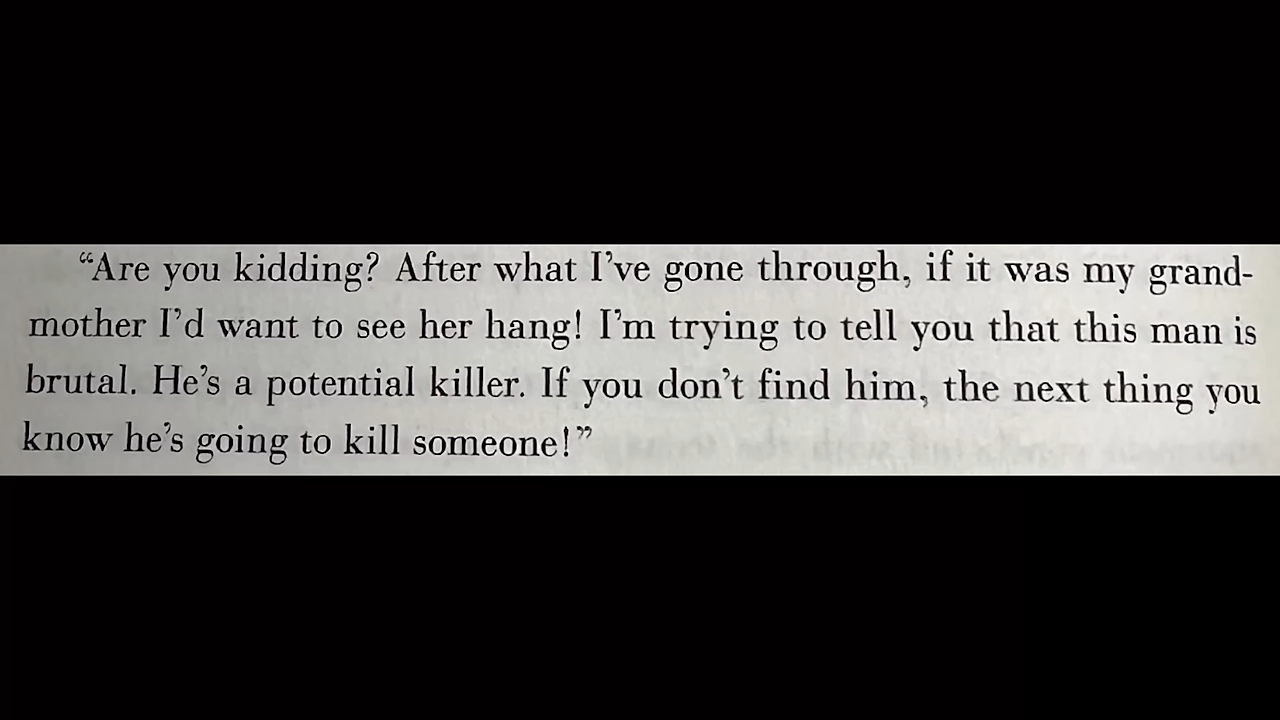 “Are you kidding? After what I’ve gone through, if it was my grand-
mother I’d want to see her hang! I’m trying to tell you that this man is
brutal. He’s a potential killer. If you don’t find him, the next thing you
know he’s going to kill someone!”